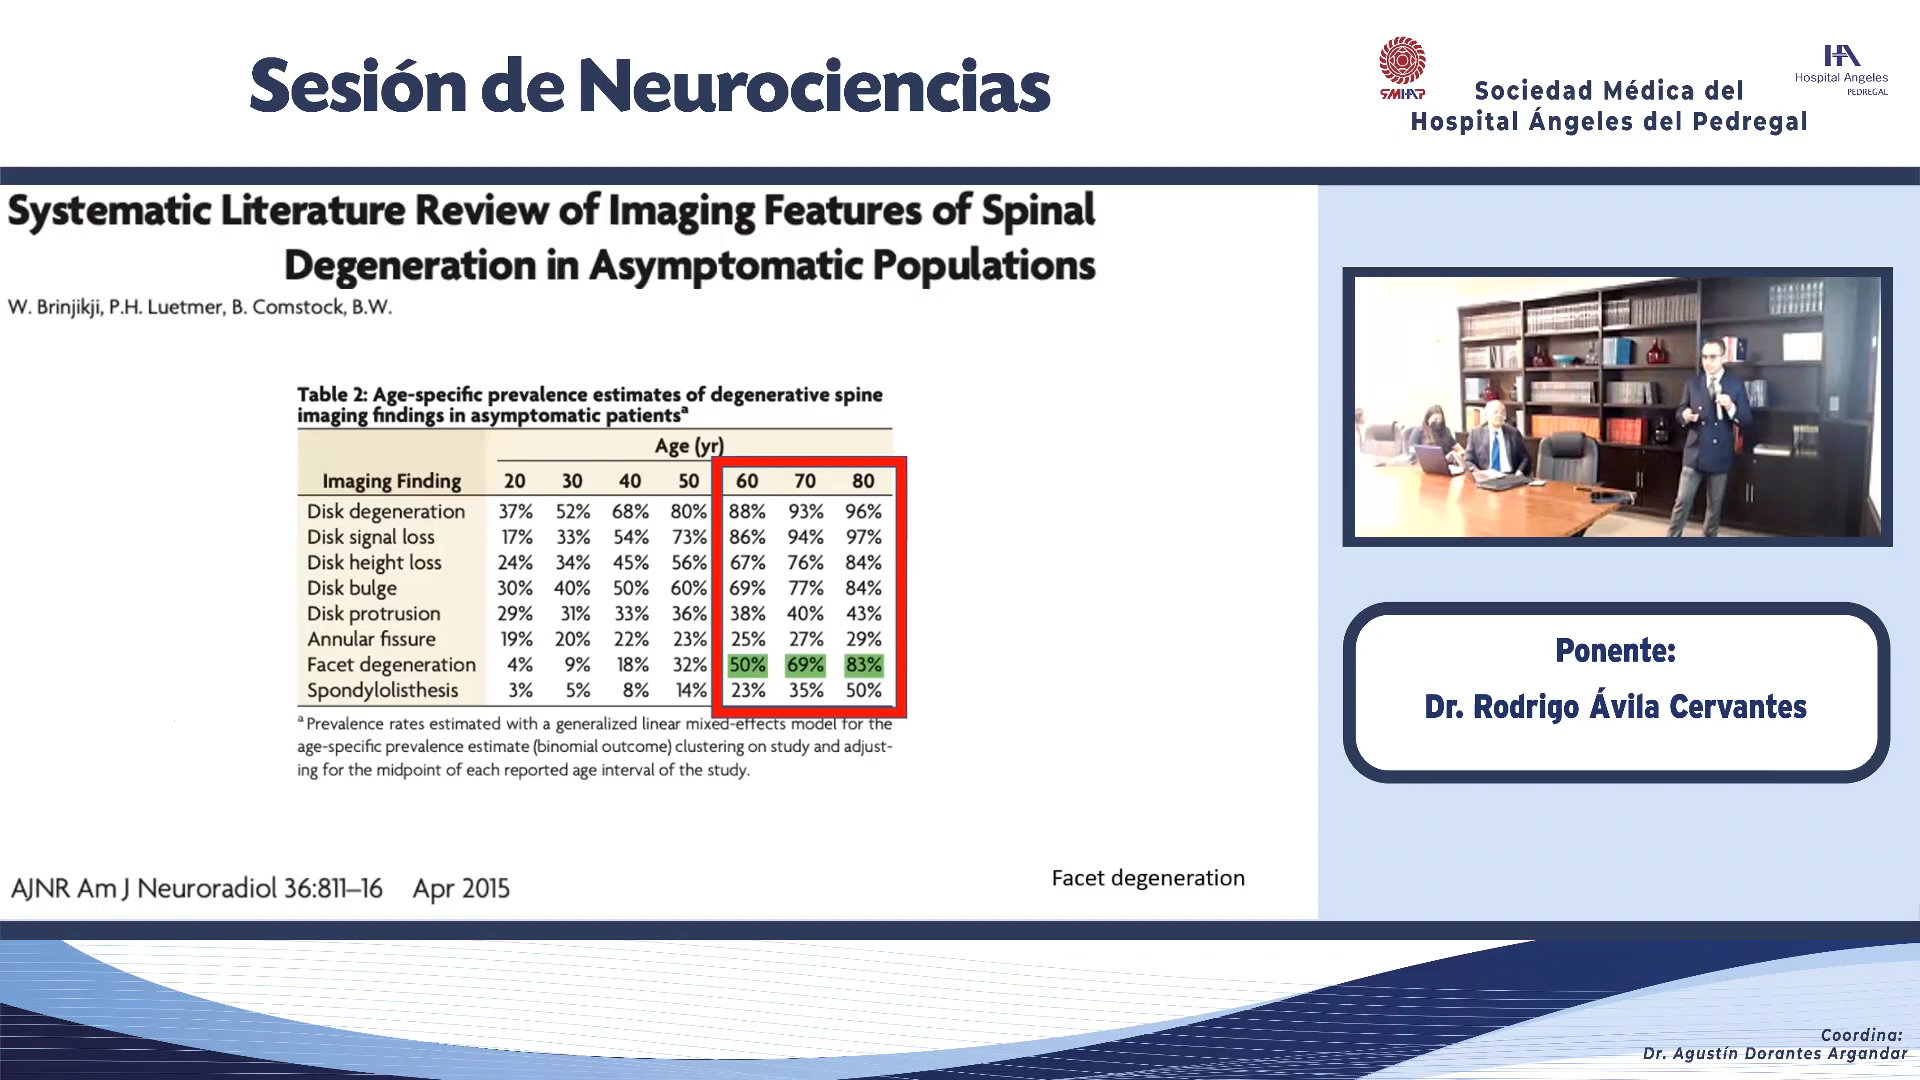 Sesión de Neurociencias
SMHAP
Sociedad Médica del
Hospital Ángeles del Pedregal
HA
Hospital Angeles
PEDREGAL
Systematic Literature Review of Imaging Features of Spinal
Degeneration in Asymptomatic Populations
W. Brinjikji, P.H. Luetmer, B. Comstock, B.W.
Table 2: Age-specific prevalence estimates of degenerative spine
imaging findings in asymptomatic patientsª
Age (yr)
Imaging Finding 20 30 40 50 60 70 80
Disk degeneration 37% 52% 68% 80% 88% 93% 96%
Disk signal loss 17% 33% 54% 73% 86% 94% 97%
Disk height loss 24% 34% 45% 56% 67% 76% 84%
Disk bulge 30% 40% 50% 60% 69% 77% 84%
Disk protrusion 29% 31% 33% 36% 38% 40% 43%
Annular fissure 19% 20% 22% 23% 25% 27% 29%
Facet degeneration 4% 9% 18% 32% 50% 69% 83%
Spondylolisthesis 3% 5% 8% 14% 23% 35% 50%
ª Prevalence rates estimated with a generalized linear mixed-effects model for the
age-specific prevalence estimate (binomial outcome) clustering on study and adjust-
ing for the midpoint of each reported age interval of the study.
Facet degeneration
AJNR Am J Neuroradiol 36:811–16 Apr 2015
Ponente:
Dr. Rodrigo Ávila Cervantes
Coordina:
Dr. Agustín Dorantes Argandar